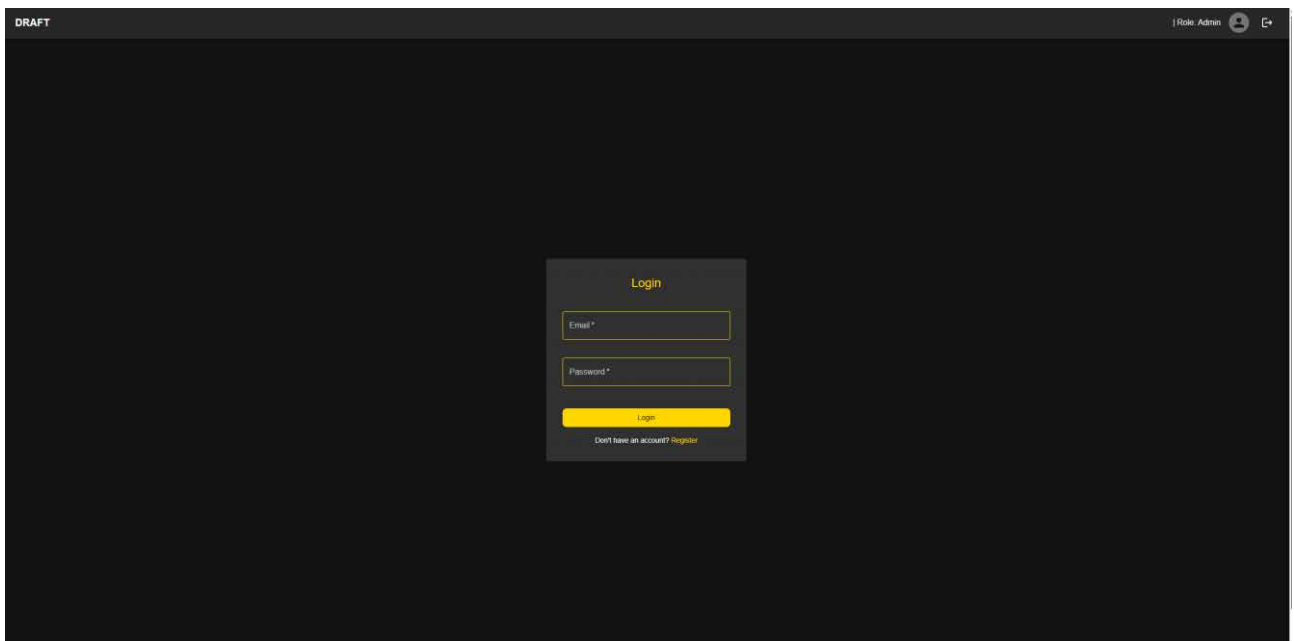 DRAFT
| Role: Admin
Login
Email *
Password *
Login
Don't have an account? Register